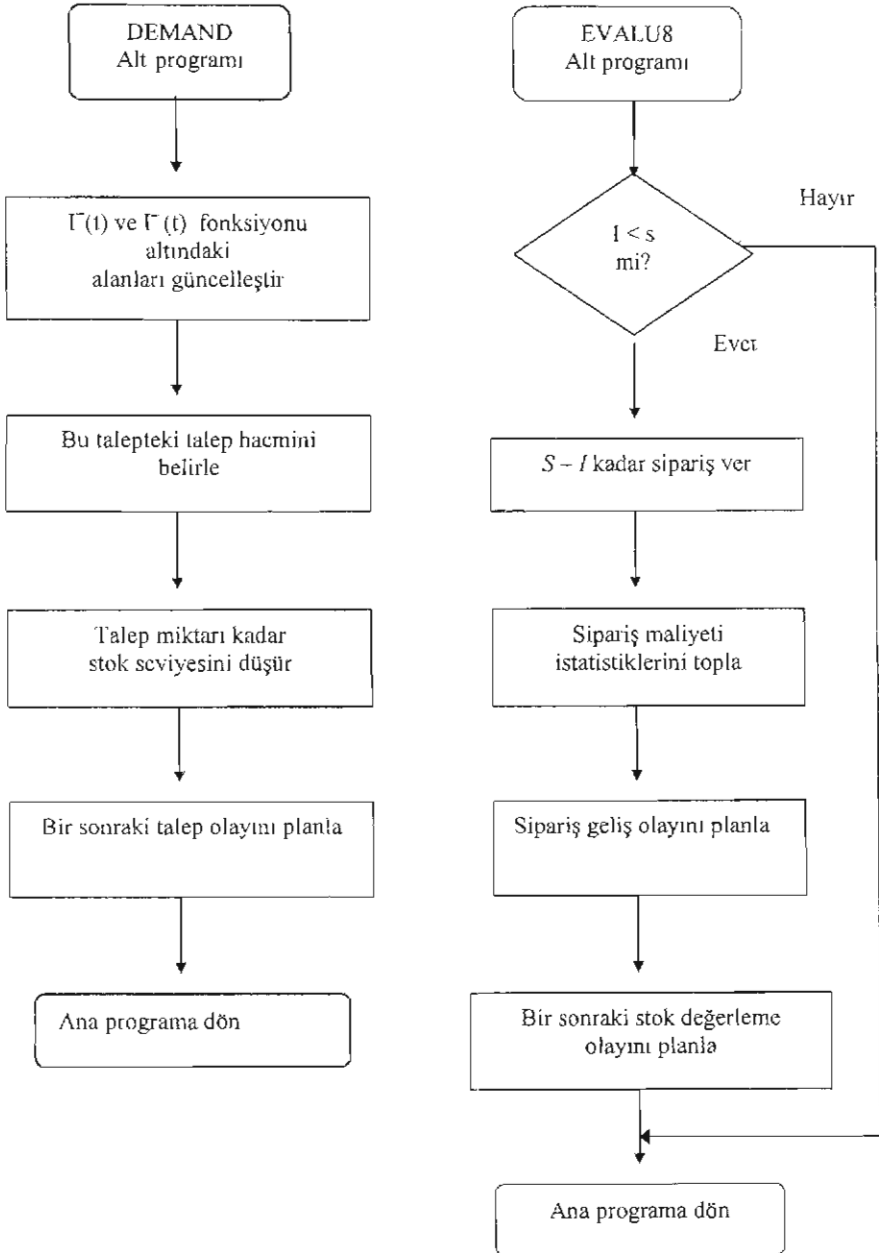 DEMAND
Alt programı
I⁻(t) ve I⁻(t) fonksiyonu
altındaki
alanları güncelleştir
Bu talepteki talep hacmini
belirle
Talep miktarı kadar
stok seviyesini düşür
Bir sonraki talep olayını planla
Ana programa dön
EVALU8
Alt programı
I < s
mi?
Hayır
Evet
S – I kadar sipariş ver
Sipariş maliyeti
istatistiklerini topla
Sipariş geliş olayını planla
Bir sonraki stok değerleme
olayını planla
Ana programa dön